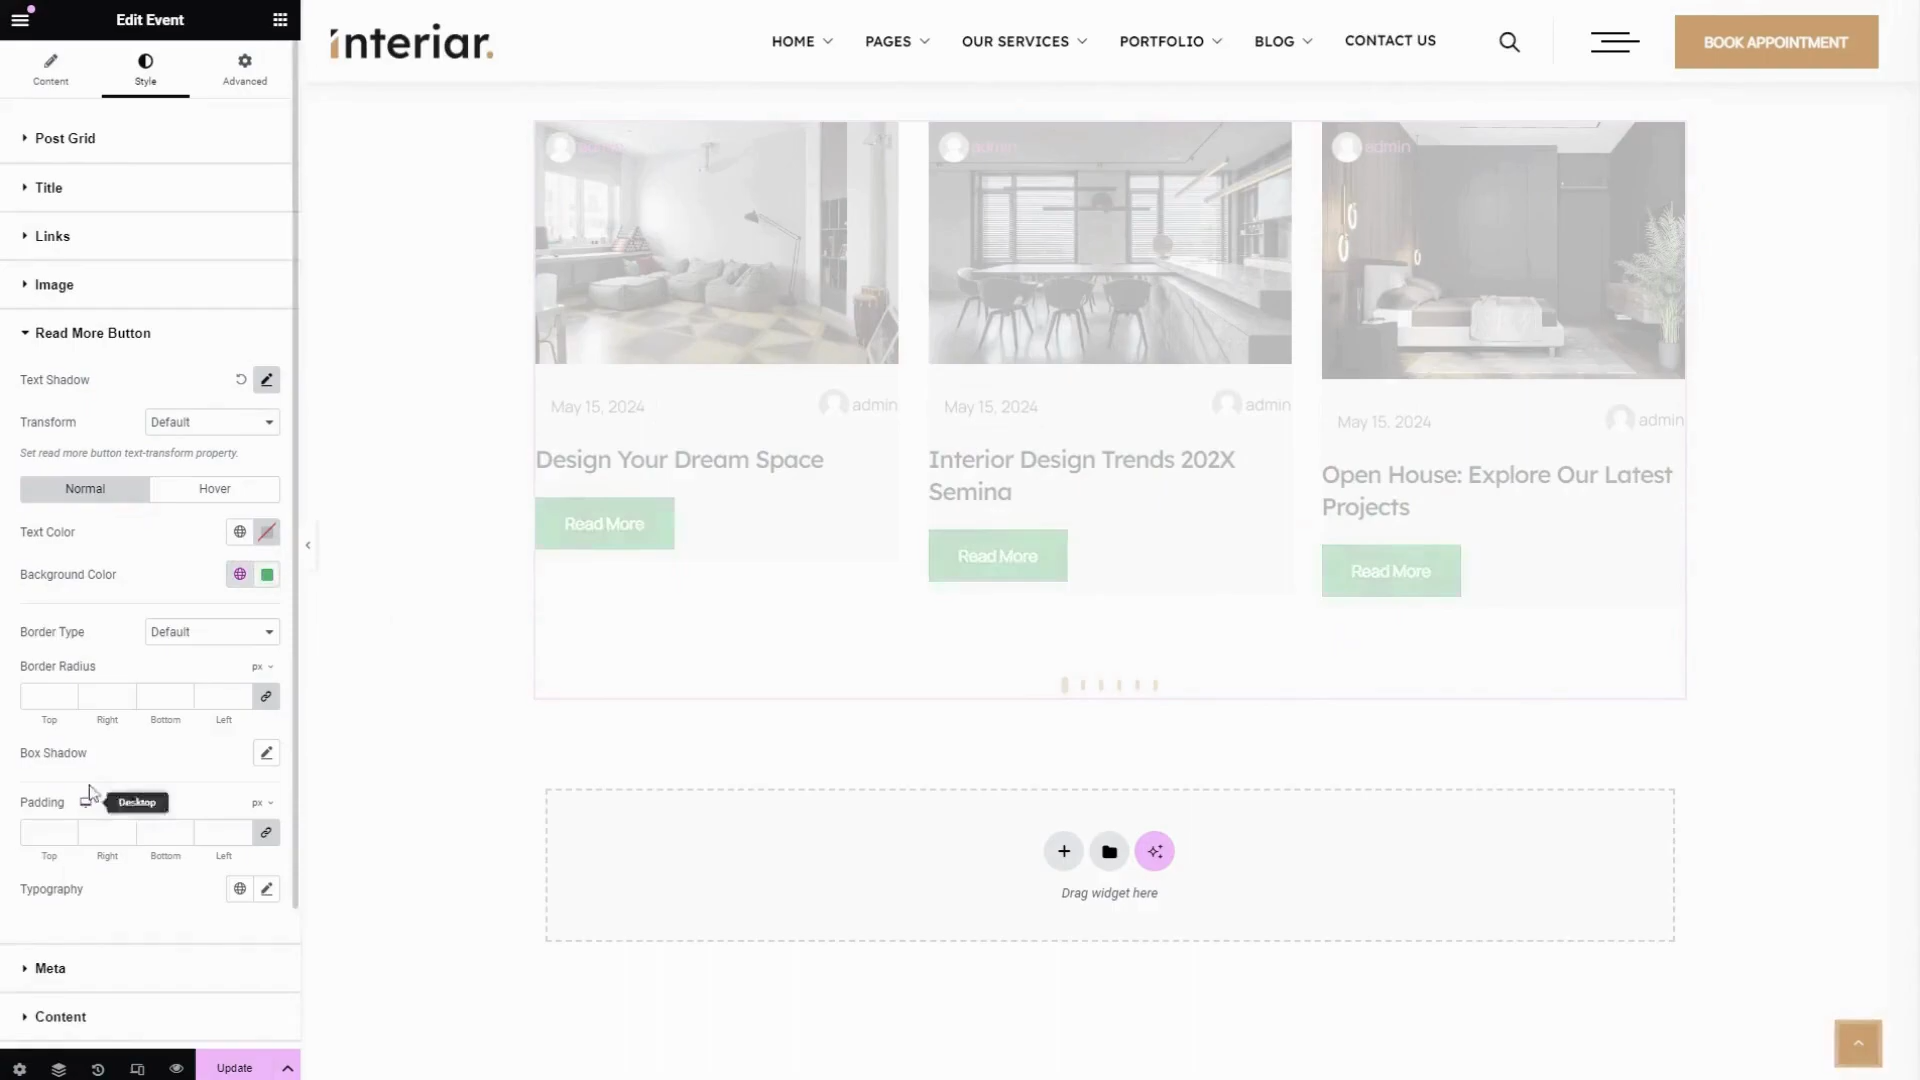 Edit Event
Content
Style
Advanced
Post Grid
Title
Links
Image
Read More Button
Text Shadow
Transform
Default
Set read more button text-transform property.
Normal
Hover
Text Color
Background Color
Border Type
Default
Border Radius
px
Top
Right
Bottom
Left
Box Shadow
Padding
Desktop
px
Top
Right
Bottom
Left
Typography
Meta
Content
Update
interiar.
HOME
PAGES
OUR SERVICES
PORTFOLIO
BLOG
CONTACT US
BOOK APPOINTMENT
admin
admin
admin
May 15, 2024
admin
Design Your Dream Space
Read More
May 15, 2024
admin
Interior Design Trends 202X
Semina
Read More
May 15, 2024
admin
Open House: Explore Our Latest
Projects
Read More
Drag widget here